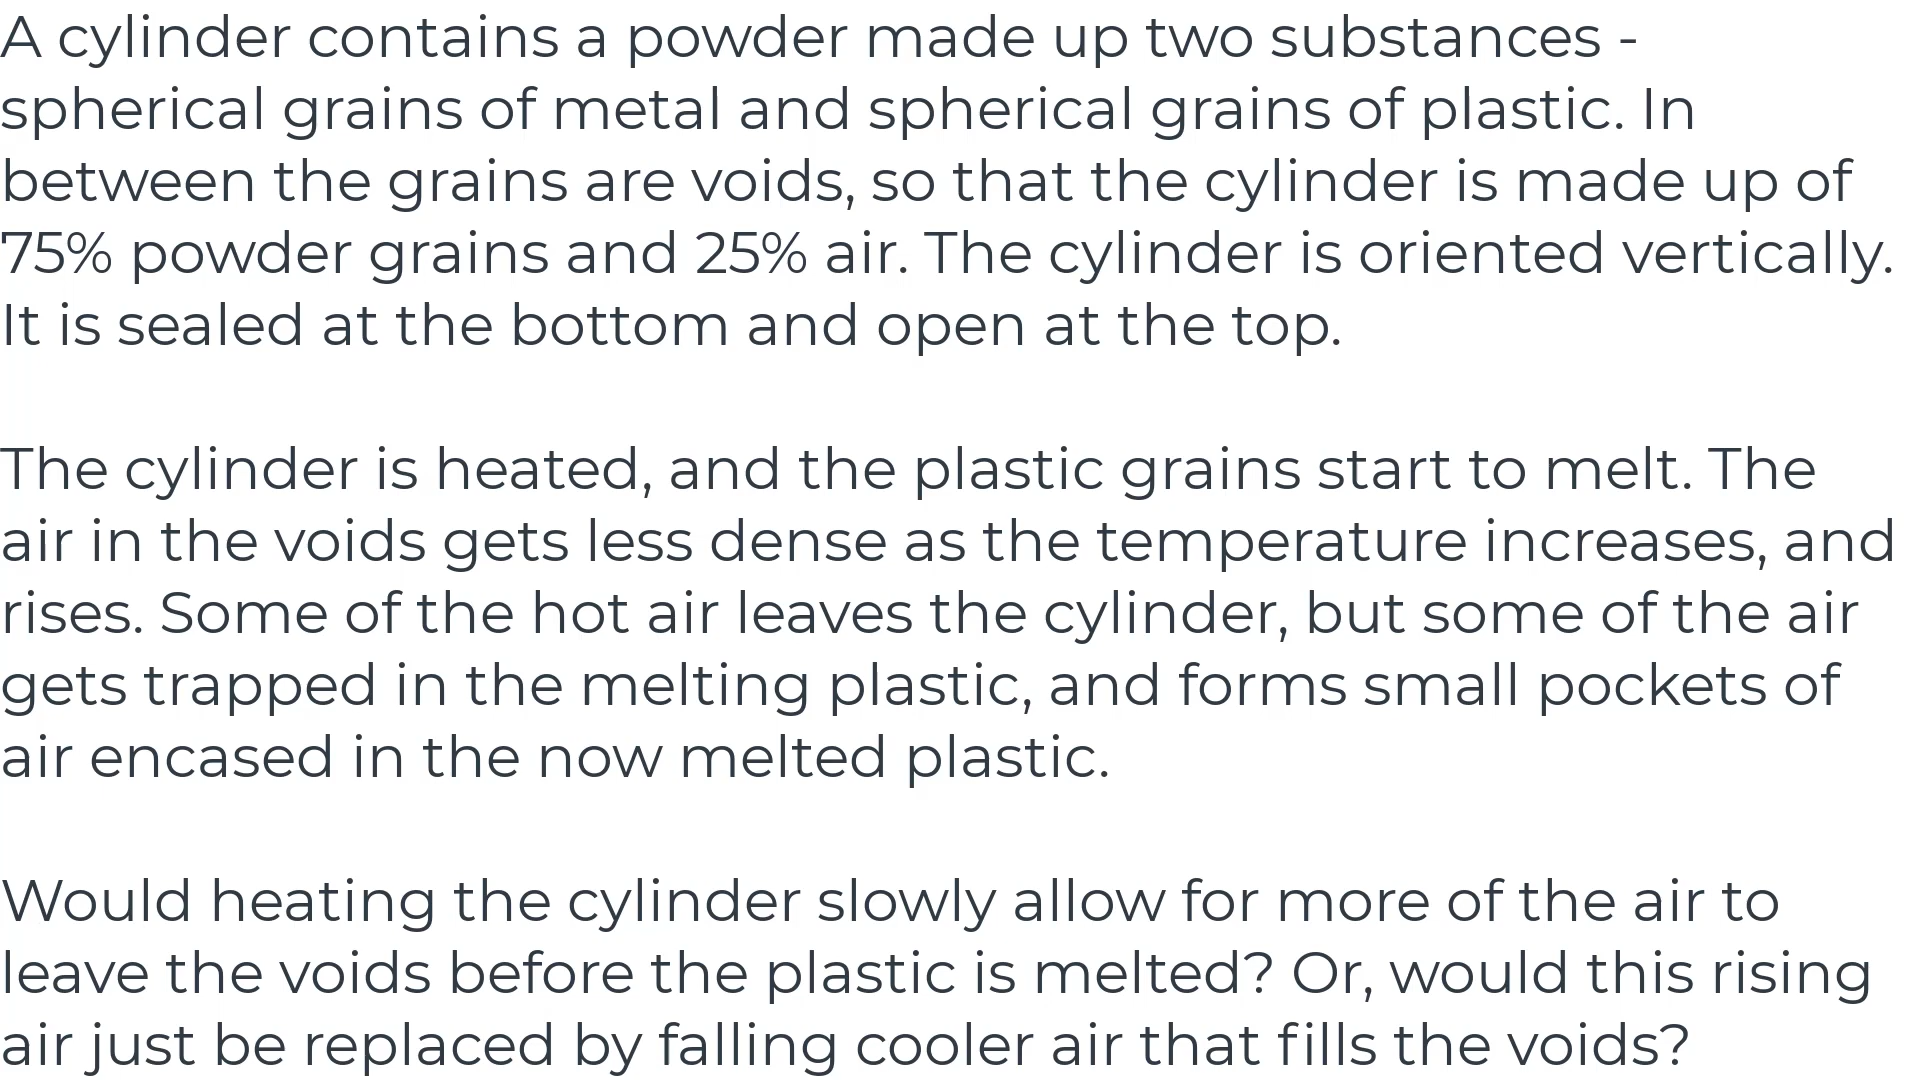 A cylinder contains a powder made up two substances -
spherical grains of metal and spherical grains of plastic. In
between the grains are voids, so that the cylinder is made up of
75% powder grains and 25% air. The cylinder is oriented vertically.
It is sealed at the bottom and open at the top.
The cylinder is heated, and the plastic grains start to melt. The
air in the voids gets less dense as the temperature increases, and
rises. Some of the hot air leaves the cylinder, but some of the air
gets trapped in the melting plastic, and forms small pockets of
air encased in the now melted plastic.
Would heating the cylinder slowly allow for more of the air to
leave the voids before the plastic is melted? Or, would this rising
air just be replaced by falling cooler air that fills the voids?